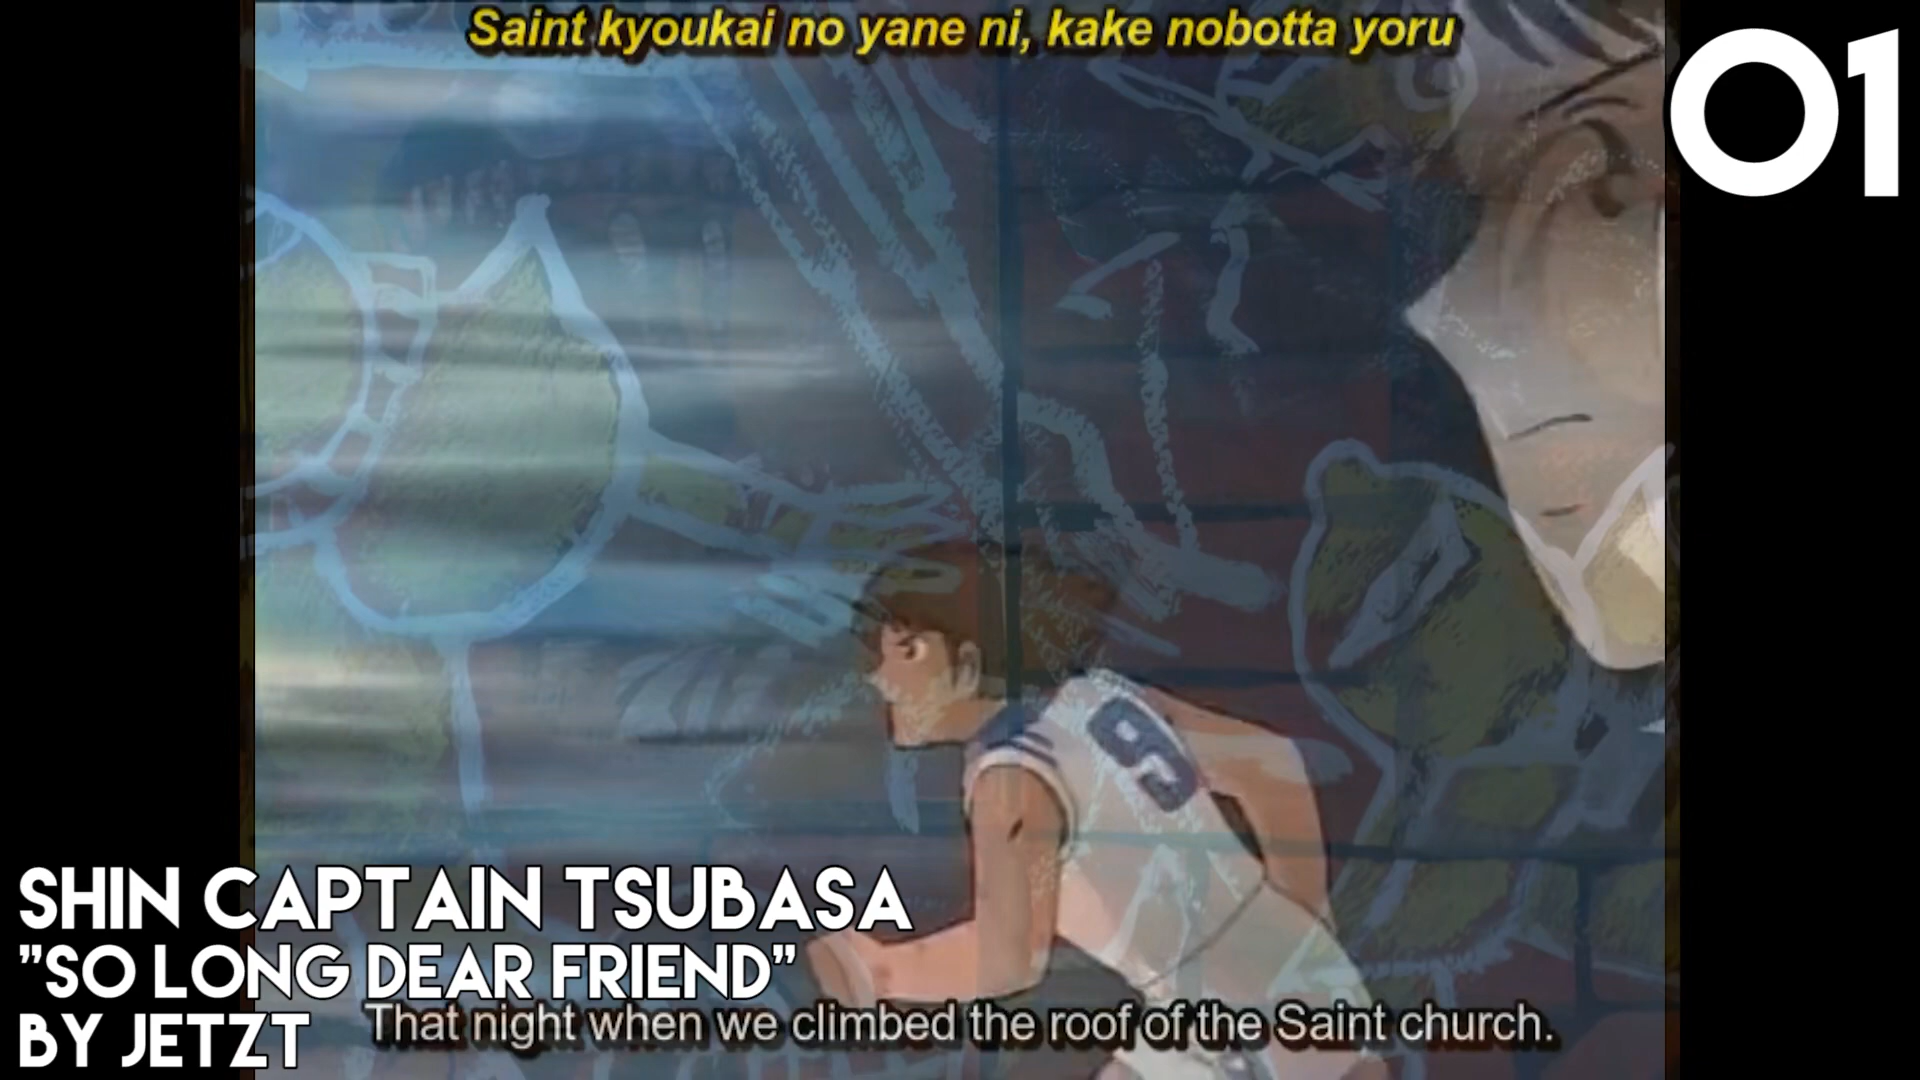 Saint kyoukai no yane ni, kake nobotta yoru
01
SHIN CAPTAIN TSUBASA
"SO LONG DEAR FRIEND"
BY JETZT
That night when we climbed the roof of the Saint church.